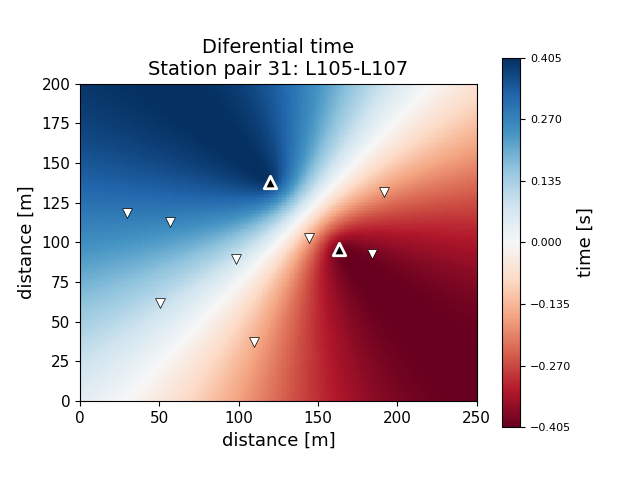 Diferential time
Station pair 31: L105-L107
200
175
150
125
100
75
50
25
0
distance [m]
0 50 100 150 200 250
distance [m]
0.405
0.270
0.135
0.000
−0.135
−0.270
−0.405
time [s]